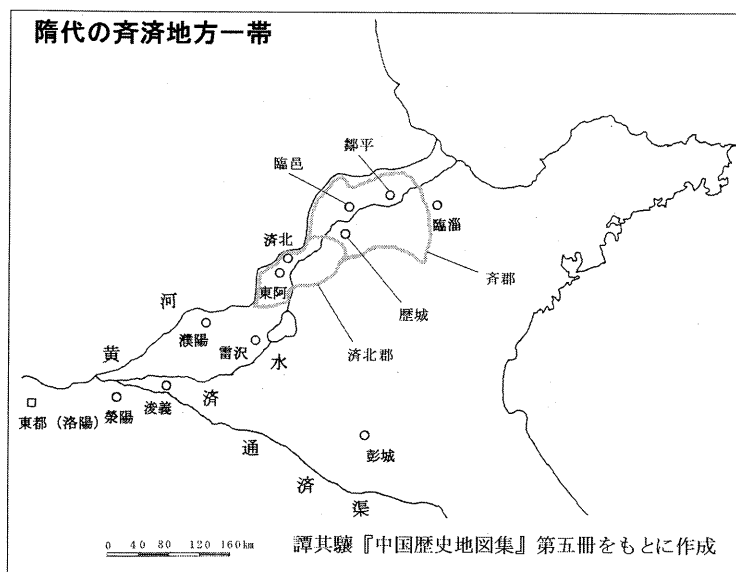 隋代の斉済地方一帯
鄒平
臨邑
臨淄
済北
斉郡
東阿
歴城
河
済北郡
濮陽
雷沢
水
黄
済
浚義
東都（洛陽）
滎陽
通
彭城
済
渠
0 40 80 120 160km
譚其驤『中国歴史地図集』第五冊をもとに作成